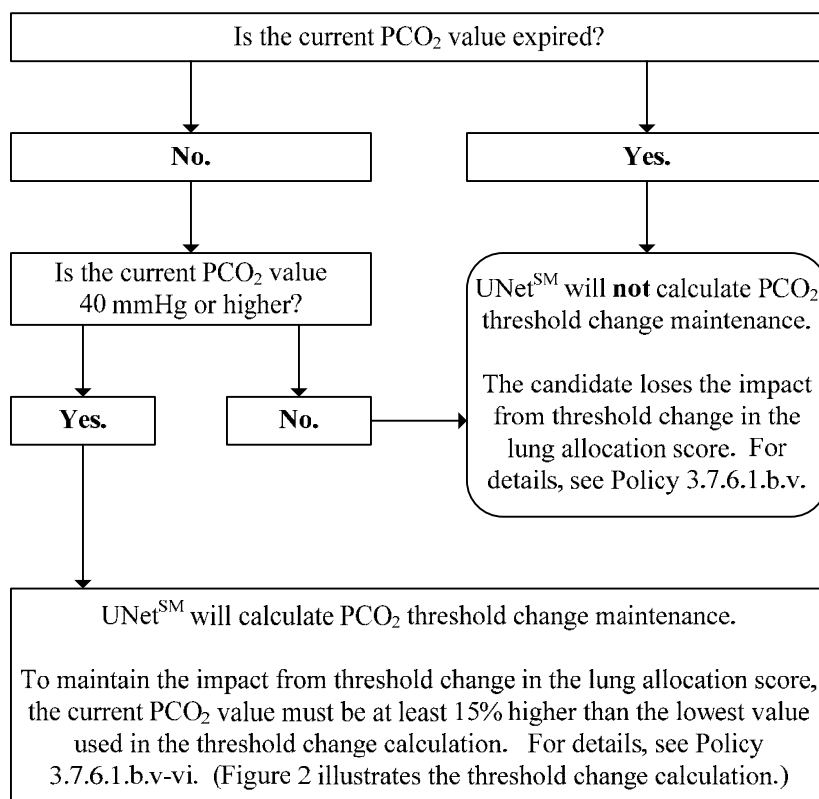 Is the current PCO₂ value expired?
No.
Yes.
Is the current PCO₂ value
40 mmHg or higher?
UNet℠ will not calculate PCO₂
threshold change maintenance.
The candidate loses the impact
from threshold change in the
lung allocation score. For
details, see Policy 3.7.6.1.b.v.
Yes.
No.
UNet℠ will calculate PCO₂ threshold change maintenance.
To maintain the impact from threshold change in the lung allocation score,
the current PCO₂ value must be at least 15% higher than the lowest value
used in the threshold change calculation. For details, see Policy
3.7.6.1.b.v-vi. (Figure 2 illustrates the threshold change calculation.)